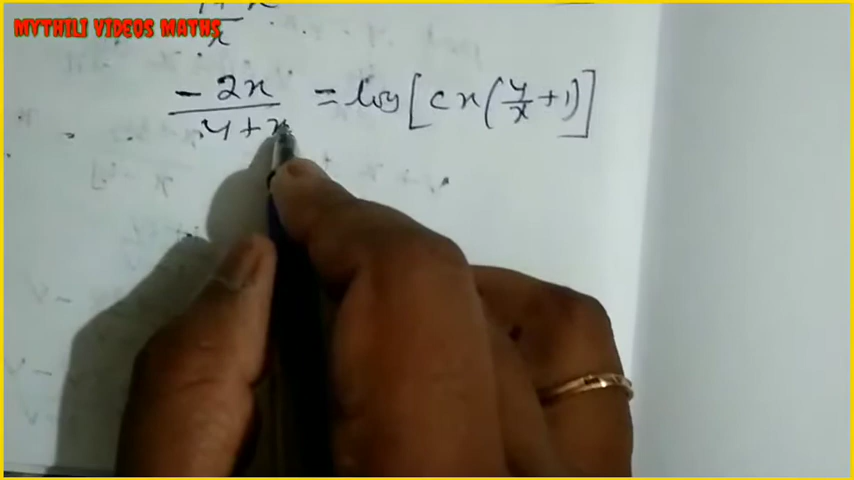 MYTHILI VIDEOS MATHS
x
-2x / y+x = log[cx(y/x+1)]